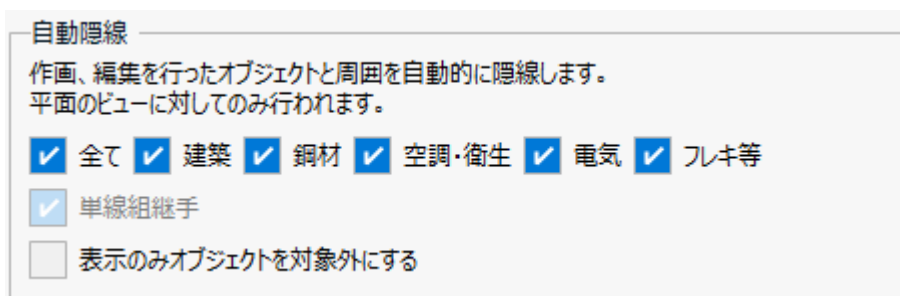 自動隠線
作画、編集を行ったオブジェクトと周囲を自動的に隠線します。
平面のビューに対してのみ行われます。
全て 建築 鋼材 空調・衛生 電気 フレキ等
単線組継手
表示のみオブジェクトを対象外にする